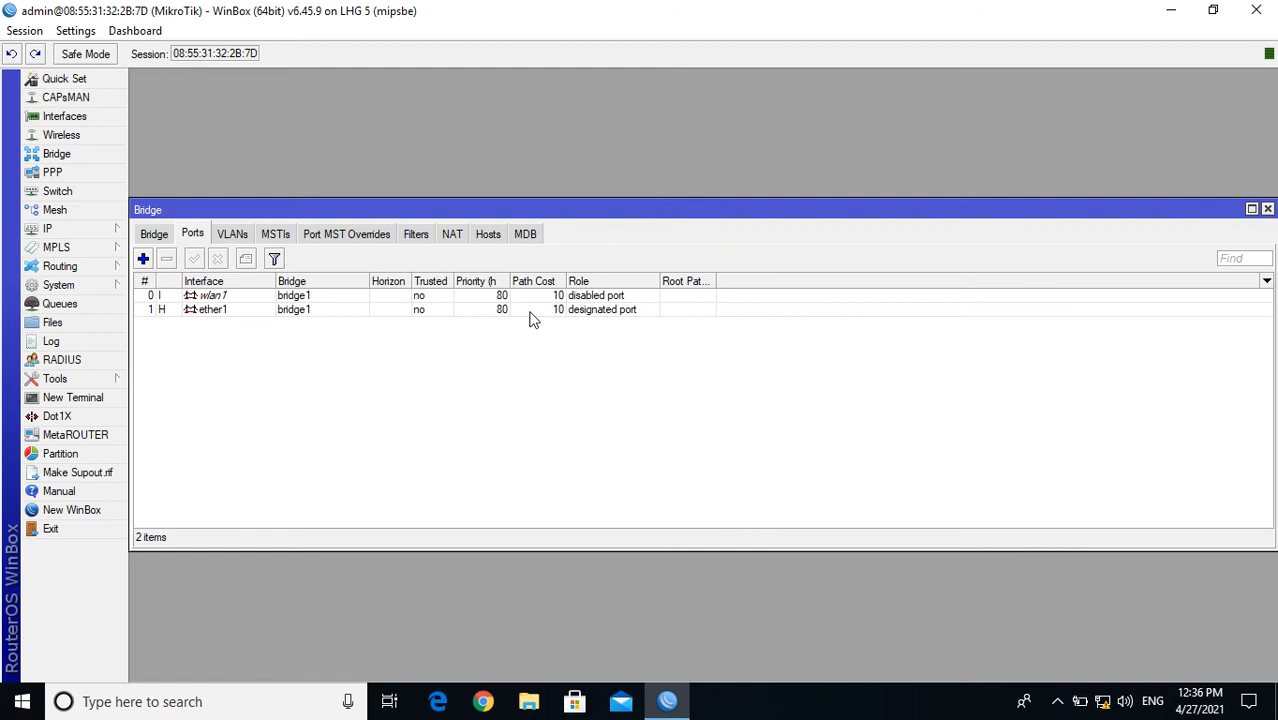 admin@08:55:31:32:2B:7D (MikroTik) - WinBox (64bit) v6.45.9 on LHG 5 (mipsbe)
Session Settings Dashboard
Safe Mode Session: 08:55:31:32:2B:7D
Quick Set
CAPsMAN
Interfaces
Wireless
Bridge
PPP
Switch
Mesh
IP
MPLS
Routing
System
Queues
Files
Log
RADIUS
Tools
New Terminal
Dot1X
MetaROUTER
Partition
Make Supout.rif
Manual
New WinBox
Exit
RouterOS WinBox
Bridge
Bridge Ports VLANs MSTIs Port MST Overrides Filters NAT Hosts MDB
Find
# Interface Bridge Horizon Trusted Priority (h Path Cost Role Root Pat...
0 I wlan1 bridge1 no 80 10 disabled port
1 H ether1 bridge1 no 80 10 designated port
2 items
Type here to search
ENG
12:36 PM
4/27/2021